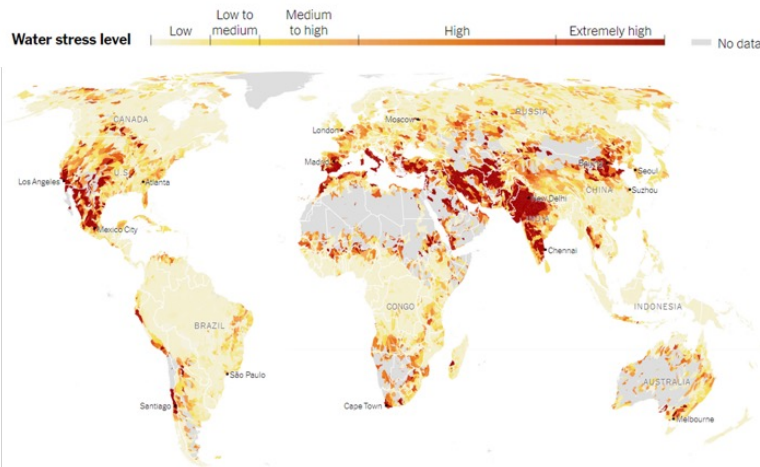 Water stress level
Low
Low to
medium
Medium
to high
High
Extremely high
No data
CANADA
RUSSIA
Moscow
London
Madrid
Los Angeles
U.S.
Atlanta
Beijing
Seoul
CHINA
Suzhou
New Delhi
INDIA
Mexico City
Chennai
CONGO
INDONESIA
BRAZIL
São Paulo
AUSTRALIA
Santiago
Cape Town
Melbourne